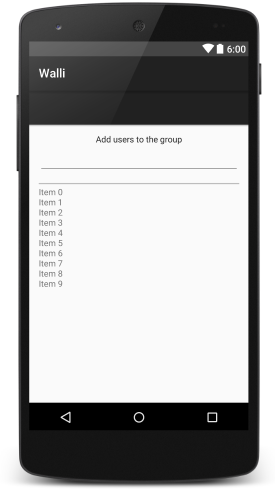 6:00
Walli
Add users to the group
Item 0
Item 1
Item 2
Item 3
Item 4
Item 5
Item 6
Item 7
Item 8
Item 9